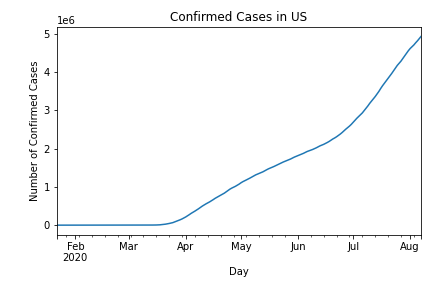 Confirmed Cases in US
1e6
5
4
3
2
1
0
Number of Confirmed Cases
Feb Mar Apr May Jun Jul Aug
2020
Day